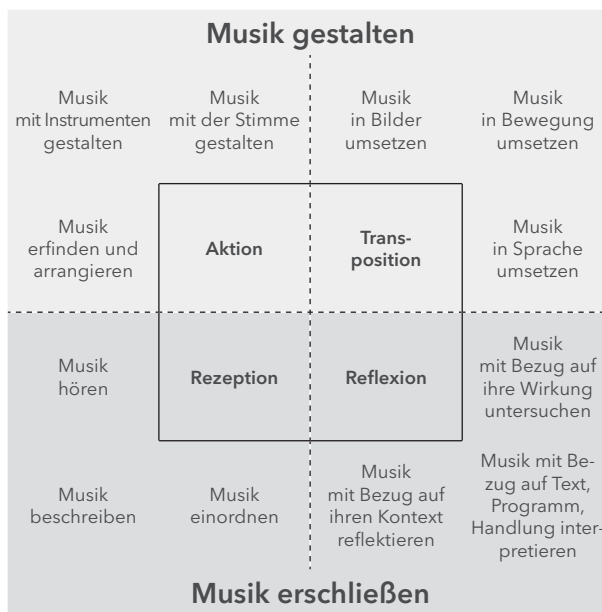 Musik gestalten
Musik
mit Instrumenten
gestalten
Musik
mit der Stimme
gestalten
Musik
in Bilder
umsetzen
Musik
in Bewegung
umsetzen
Musik
erfinden und
arrangieren
Aktion
Trans-
position
Musik
in Sprache
umsetzen
Musik
hören
Rezeption
Reflexion
Musik
mit Bezug auf
ihre Wirkung
untersuchen
Musik
beschreiben
Musik
einordnen
Musik
mit Bezug auf
ihren Kontext
reflektieren
Musik mit Be-
zug auf Text,
Programm,
Handlung inter-
pretieren
Musik erschließen